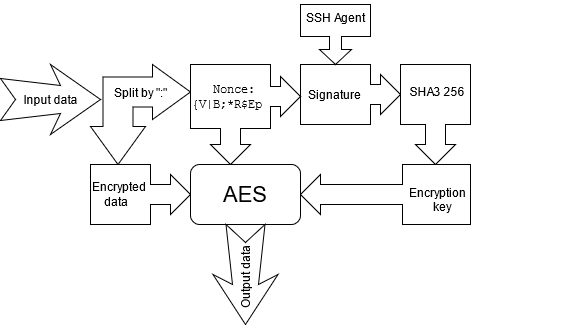 SSH Agent
Input data
Split by ":"
Nonce:
{V|B;*R$Ep
Signature
SHA3 256
Encrypted
data
AES
Encryption
key
Output data